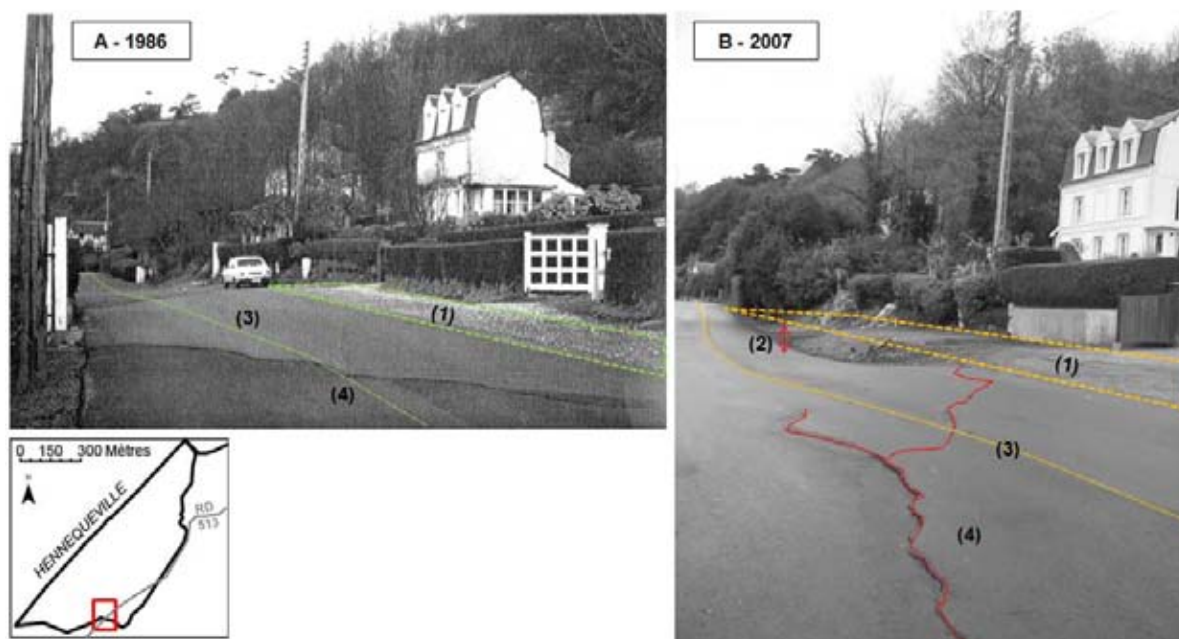 A - 1986
(1)
(3)
(4)
B - 2007
(2)
(1)
(3)
(4)
0 150 300 Mètres
N
HENNEQUEVILLE
RD
513